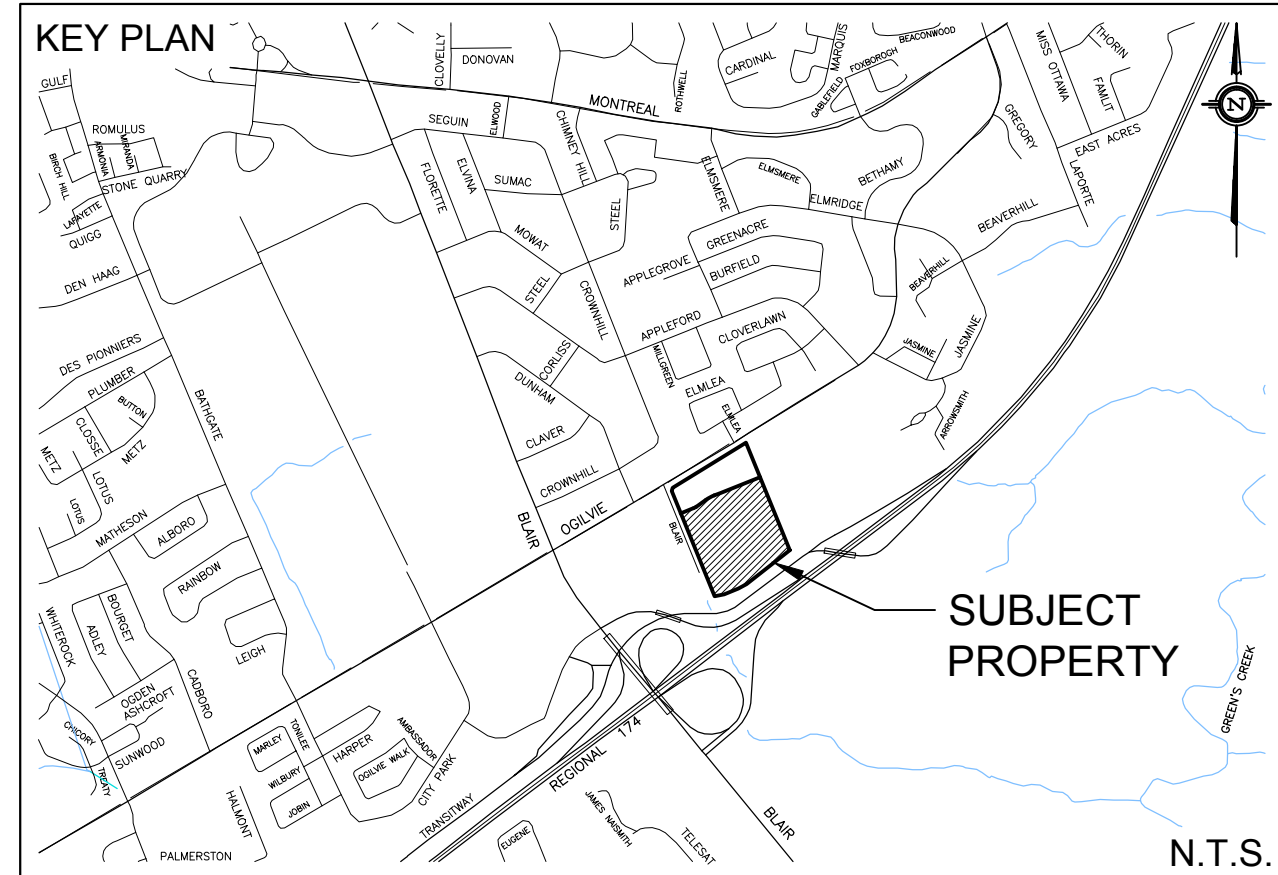 KEY PLAN
GULF
CLOVELLY
DONOVAN
CARDINAL
MARQUIS
BEACONWOOD
FOXBOROGH
GABLEFIELD
ROTHWELL
MISS OTTAWA
THORIN
FAMLIT
N
MONTREAL
ROMULUS
ARMONIA
MIRANDA
BIRCH HILL
STONE QUARRY
LAFAYETTE
QUIGG
SEGUIN
ELWOOD
CHIMNEY HILL
FLORETTE
ELVINA
SUMAC
STEEL
ELMSMERE
ELMSMERE
BETHAMY
ELMRIDGE
GREGORY
EAST ACRES
LAPORTE
BEAVERHILL
DEN HAAG
MOWAT
STEEL
GREENACRE
APPLEGROVE
BURFIELD
CROWNHILL
BEAVERHILL
APPLEFORD
CLOVERLAWN
JASMINE
JASMINE
DES PIONNIERS
PLUMBER
BUTTON
CLOSSE
METZ
METZ
BATHGATE
CORLISS
DUNHAM
MILLGREEN
ELMLEA
ELMLEA
ARROWSMITH
CLAVER
CROWNHILL
LOTUS
LOTUS
MATHESON
ALBORO
BLAIR
OGILVIE
BLAIR
RAINBOW
WHITEROCK
ADLEY
BOURGET
LEIGH
SUBJECT
PROPERTY
OGDEN
ASHCROFT
CADBORO
CHICORY
SUNWOOD
TREATY
MARLEY
TONILEE
HARPER
AMBASSADOR
WILBURY
OGILVIE WALK
JOBIN
CITY PARK
HALMONT
PALMERSTON
TRANSITWAY
REGIONAL 174
EUGENE
JAMES NAISMITH
TELESAT
BLAIR
GREEN'S CREEK
N.T.S.